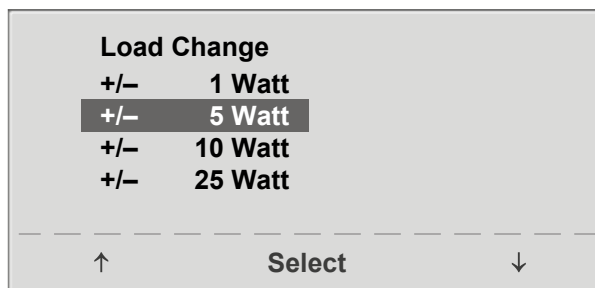 Load Change
+/– 1 Watt
+/– 5 Watt
+/– 10 Watt
+/– 25 Watt
↑ Select ↓